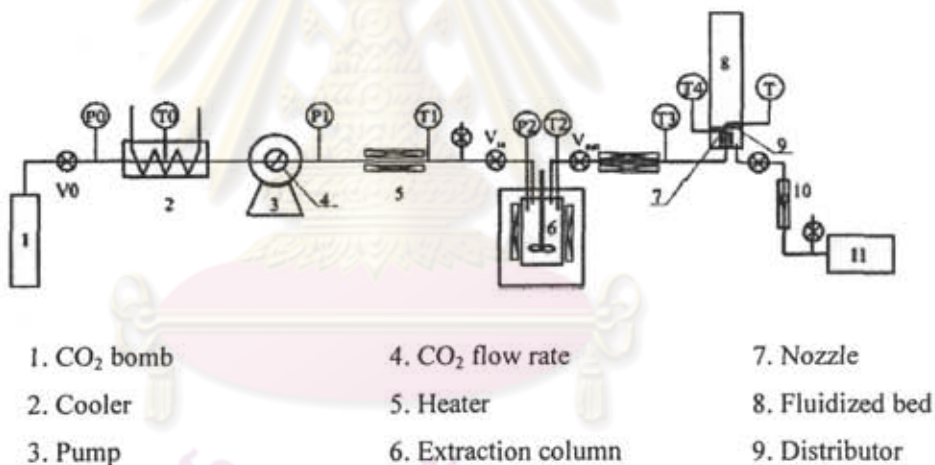 8
P0
T0
P1
T1
V_in
P2
T2
V_out
T3
T4
T
V0
2
3
4
5
6
7
9
10
1
11
1. CO₂ bomb
4. CO₂ flow rate
7. Nozzle
2. Cooler
5. Heater
8. Fluidized bed
3. Pump
6. Extraction column
9. Distributor